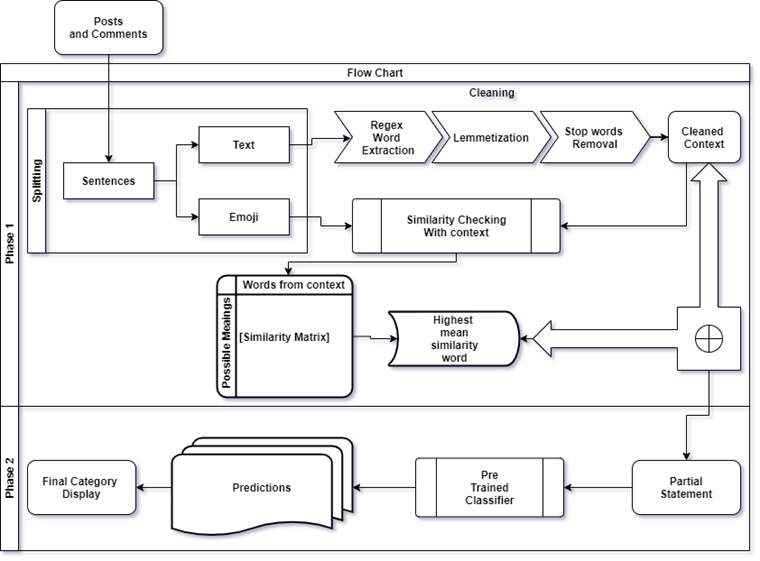 Posts
and Comments
Flow Chart
Phase 1
Cleaning
Splitting
Sentences
Text
Emoji
Regex
Word
Extraction
Lemmetization
Stop words
Removal
Cleaned
Context
Similarity Checking
With context
Words from context
Possible Meaings
[Similarity Matrix]
Highest
mean
similarity
word
Phase 2
Final Category
Display
Predictions
Pre
Trained
Classifier
Partial
Statement